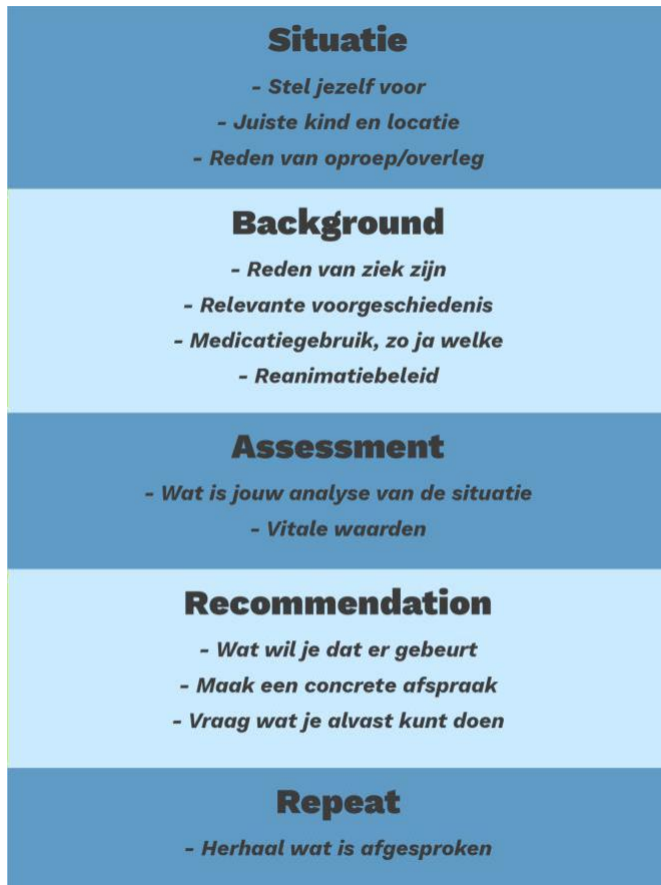 Situatie
- Stel jezelf voor
- Juiste kind en locatie
- Reden van oproep/overleg
Background
- Reden van ziek zijn
- Relevante voorgeschiedenis
- Medicatiegebruik, zo ja welke
- Reanimatiebeleid
Assessment
- Wat is jouw analyse van de situatie
- Vitale waarden
Recommendation
- Wat wil je dat er gebeurt
- Maak een concrete afspraak
- Vraag wat je alvast kunt doen
Repeat
- Herhaal wat is afgesproken